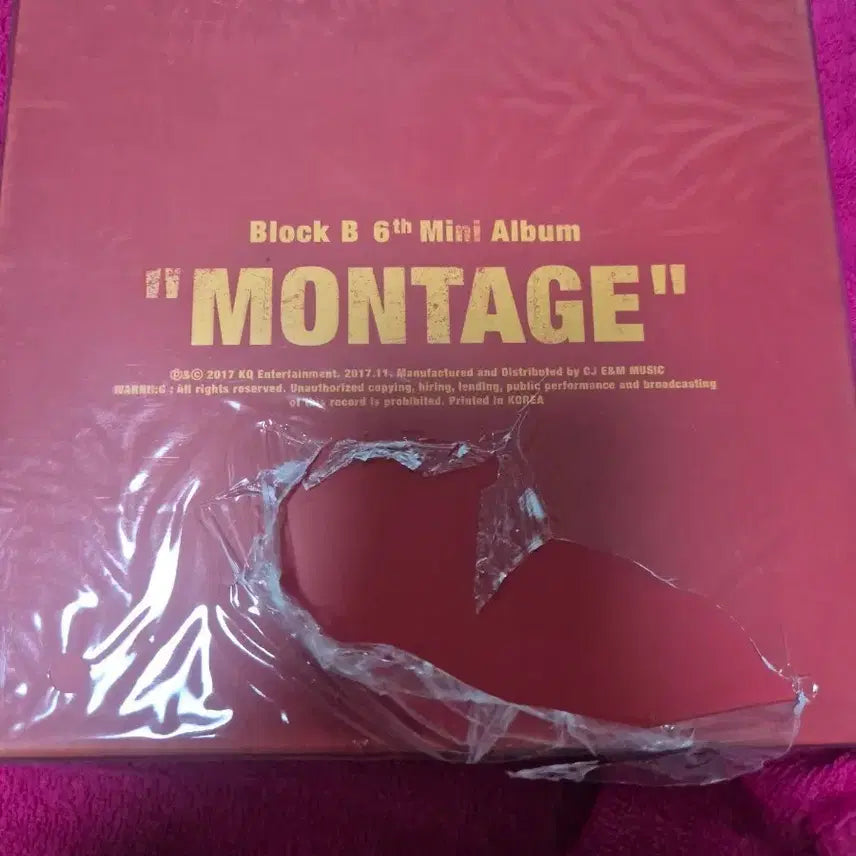 Block B 6th Mini Album
"MONTAGE"
℗&© 2017 KQ Entertainment. 2017.11. Manufactured and Distributed by CJ E&M MUSIC
WARNING : All rights reserved. Unauthorized copying, hiring, lending, public performance and broadcasting
of this record is prohibited. Printed in KOREA